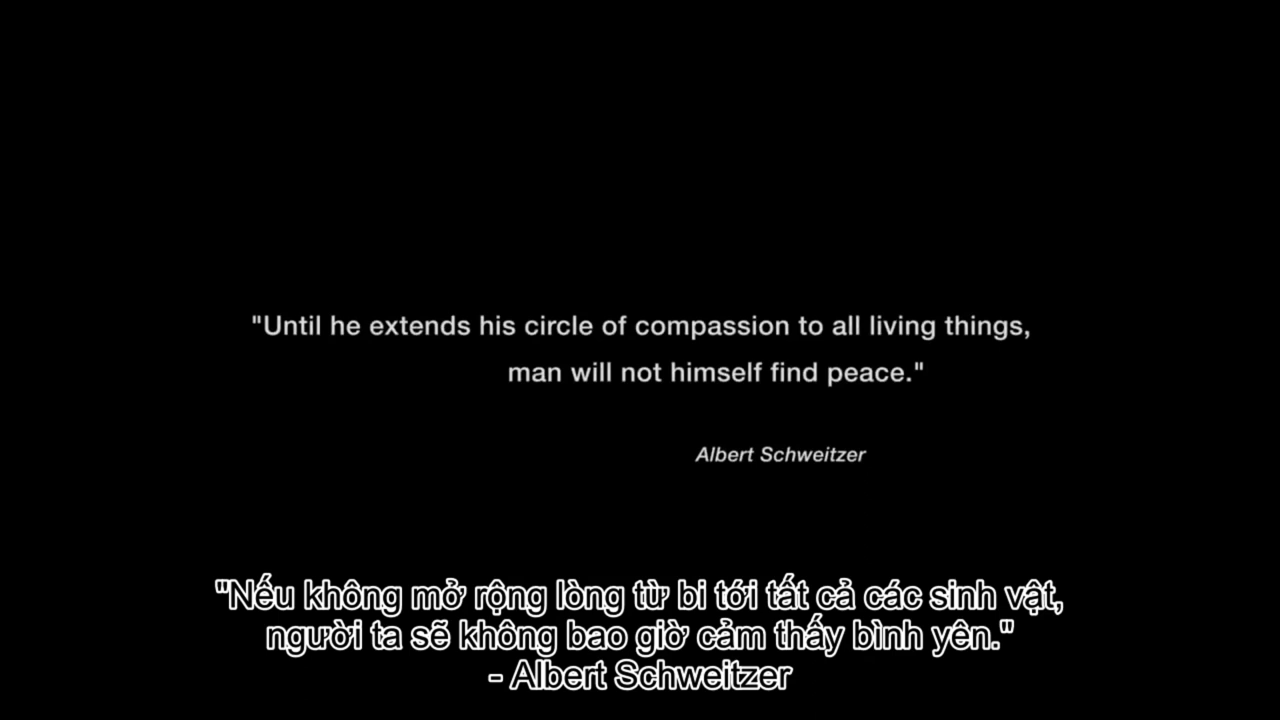 "Until he extends his circle of compassion to all living things,
man will not himself find peace."
Albert Schweitzer
"Nếu không mở rộng lòng từ bi tới tất cả các sinh vật,
người ta sẽ không bao giờ cảm thấy bình yên."
- Albert Schweitzer